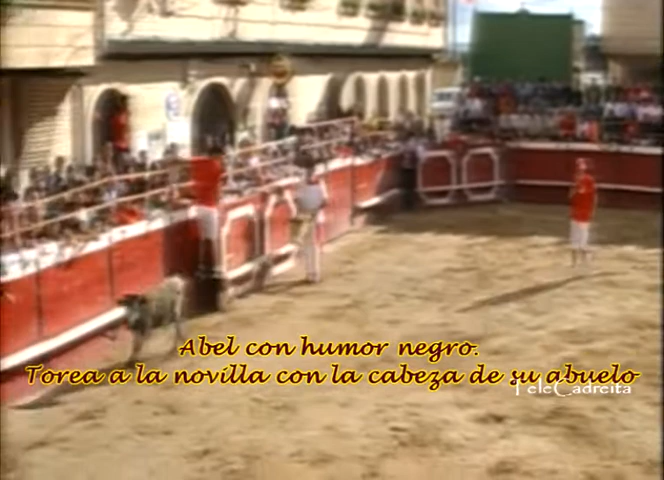 Abel con humor negro.
Torea a la novilla con la cabeza de su abuelo
TeleCadreita